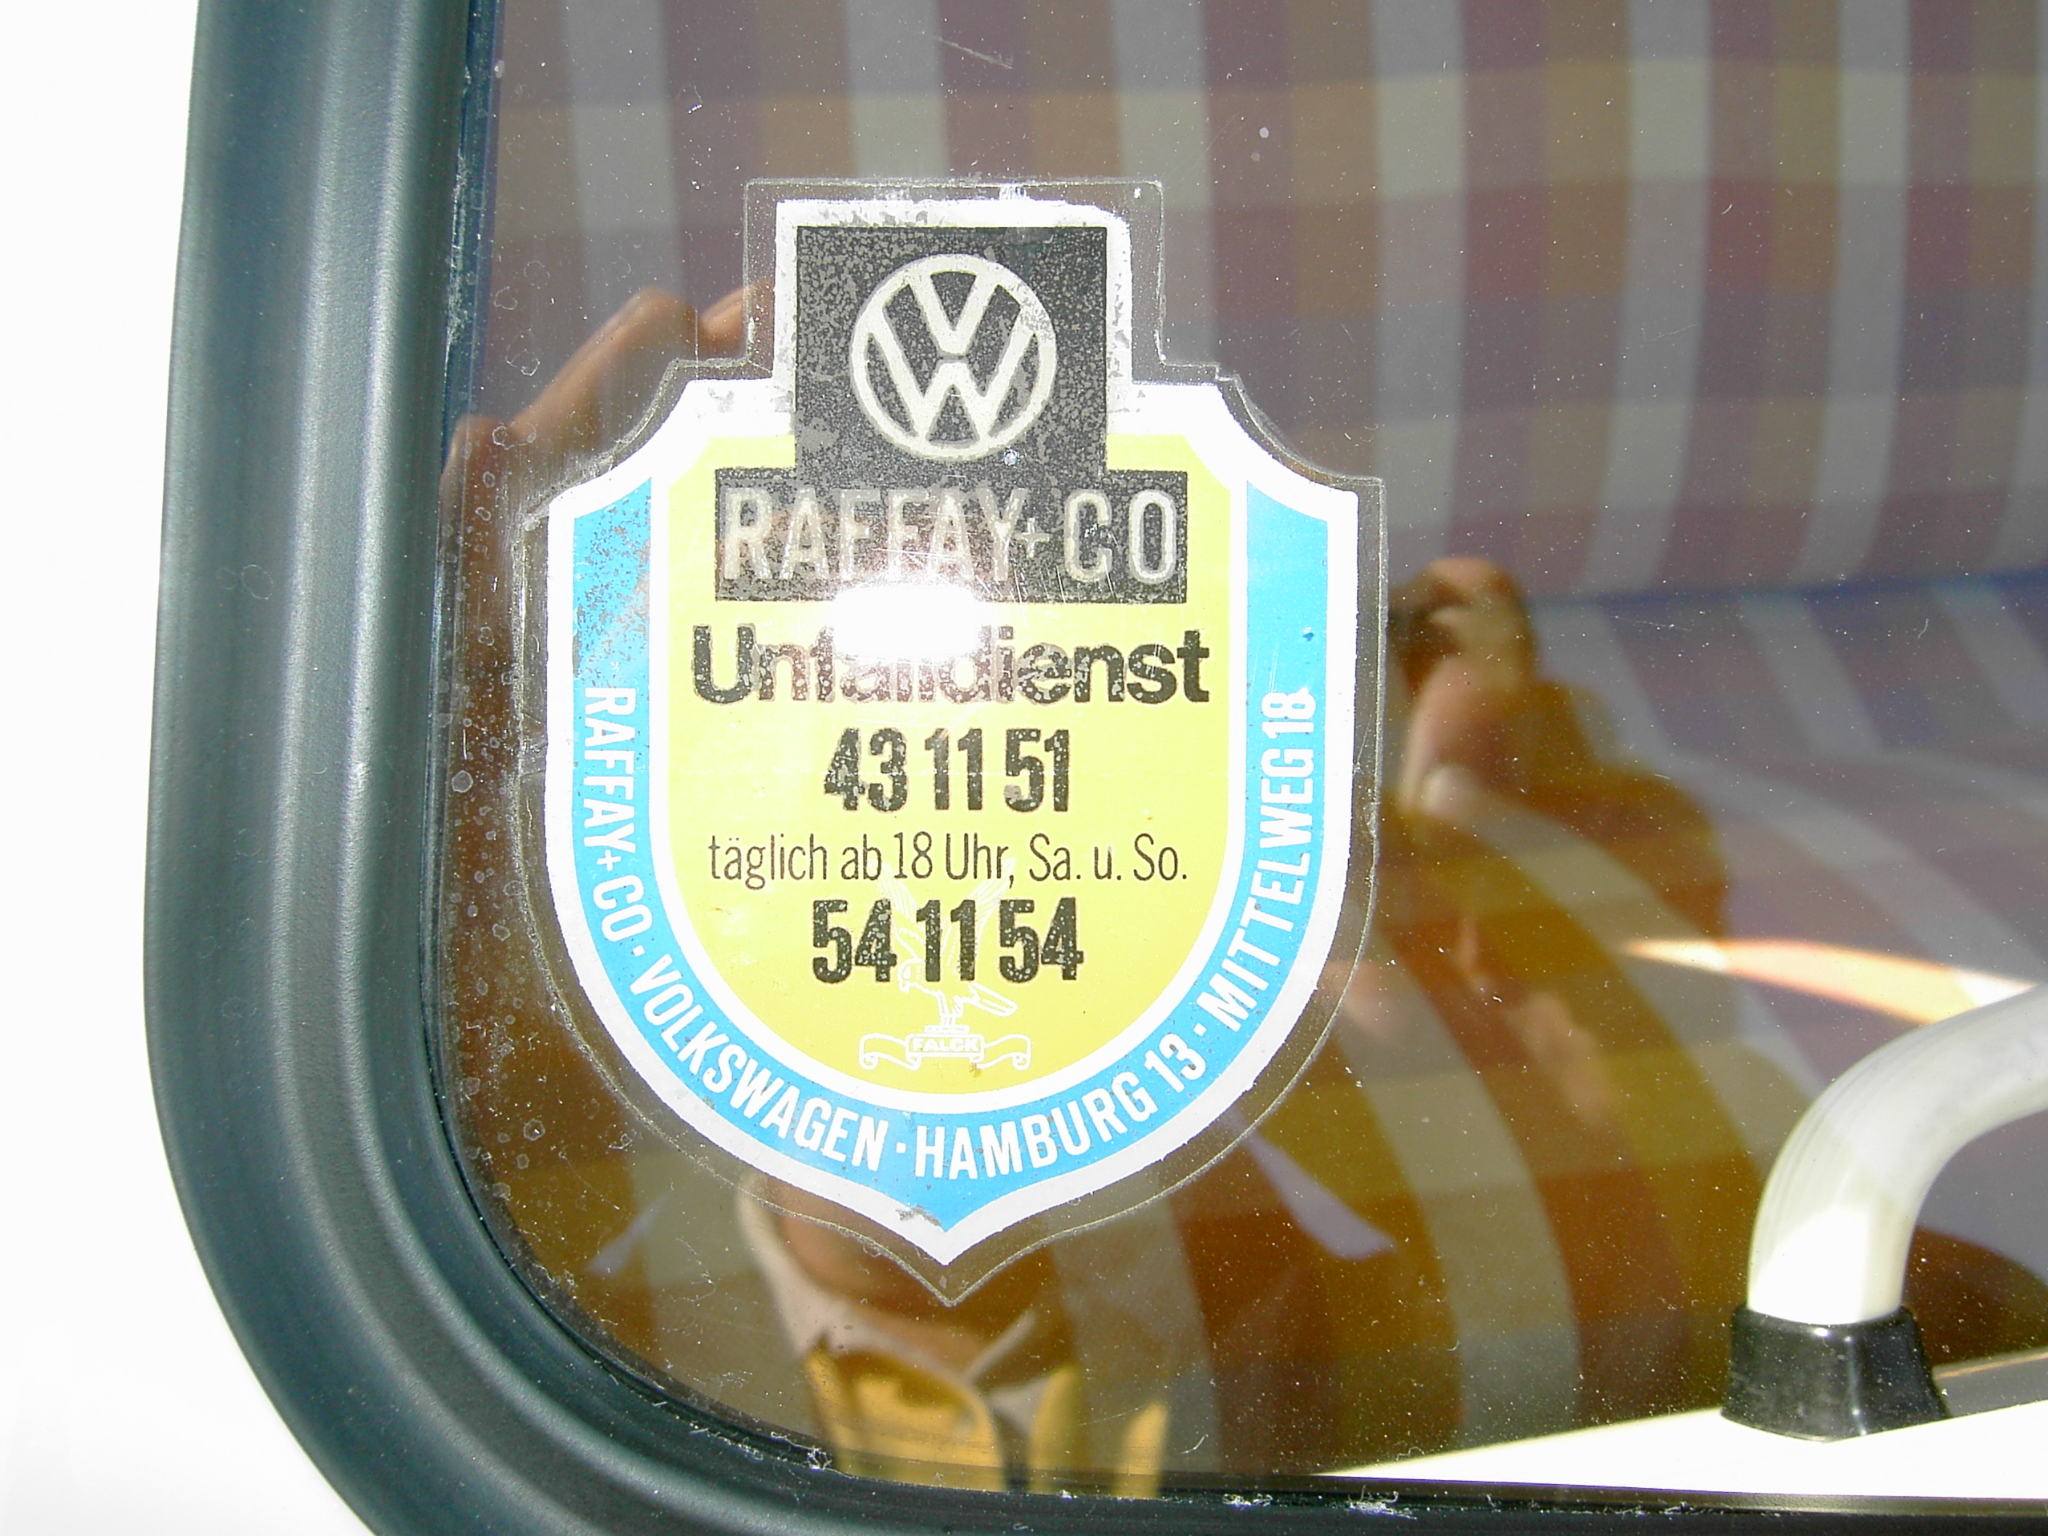 RAFFAY+CO
Unfalldienst
43 11 51
täglich ab 18 Uhr, Sa. u. So.
54 11 54
FALCK
RAFFAY+CO · VOLKSWAGEN · HAMBURG 13 · MITTELWEG 18